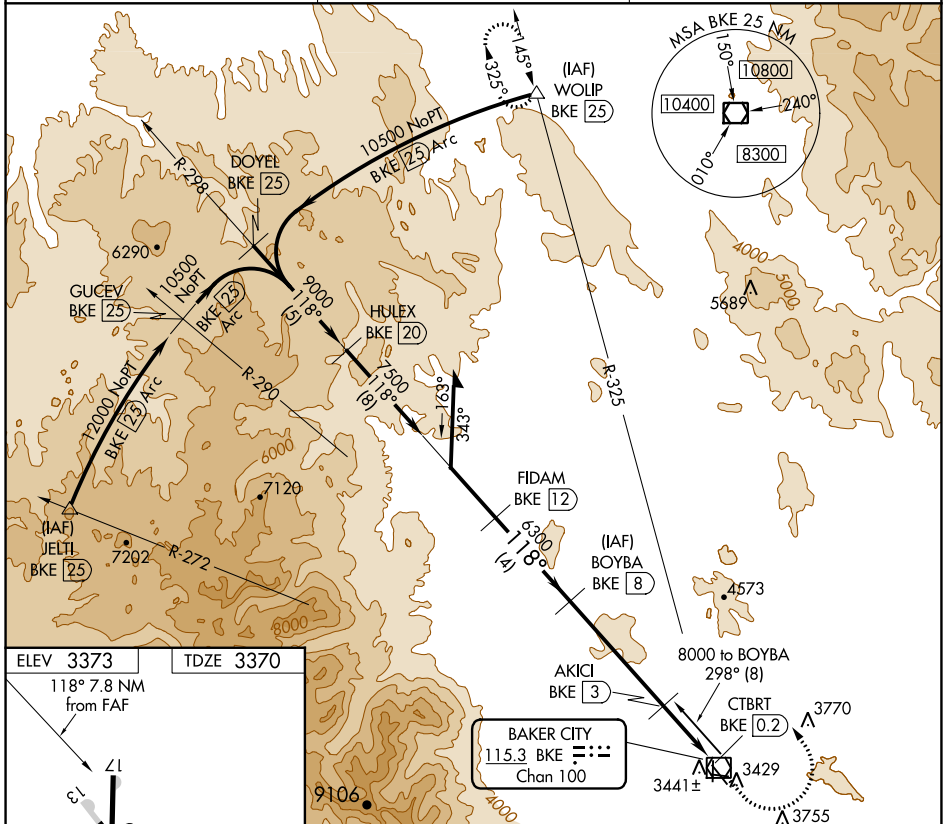 MSA BKE 25 NM
150°
10800
10400
240°
010°
8300
145°
325°
(IAF)
WOLIP
BKE 25
10500 NoPT
BKE 25 Arc
R-298
DOYEL
BKE 25
6290
GUCEV
BKE 25
10500
NoPT
BKE 25
Arc
9000
118°
(5)
HULEX
BKE 20
4000
5000
5689
R-290
7500
118°
(8)
R-325
12000 NoPT
BKE 25 Arc
163°
343°
6000
7120
FIDAM
BKE 12
(IAF)
JELTI
BKE 25
7202
R-272
6300
118°
(4)
(IAF)
BOYBA
BKE 8
4573
8000
ELEV 3373
TDZE 3370
118° 7.8 NM
from FAF
8000 to BOYBA
298° (8)
AKICI
BKE 3
CTBRT
BKE 0.2
3770
BAKER CITY
115.3 BKE
Chan 100
3441±
3429
17
13
9106
4000
3755